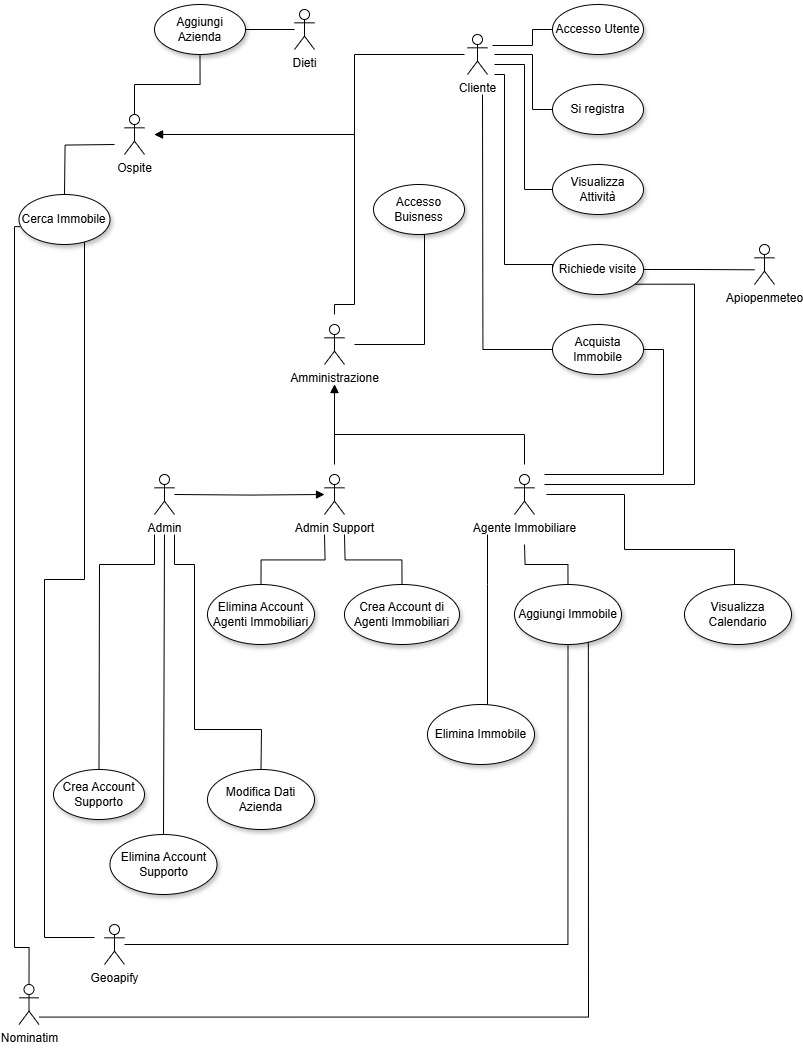 Aggiungi
Azienda
Dieti
Accesso Utente
Cliente
Si registra
Ospite
Visualizza
Attività
Cerca Immobile
Accesso
Buisness
Richiede visite
Apiopenmeteo
Acquista
Immobile
Amministrazione
Admin
Admin Support
Agente Immobiliare
Elimina Account
Agenti Immobiliari
Crea Account di
Agenti Immobiliari
Aggiungi Immobile
Visualizza
Calendario
Elimina Immobile
Crea Account
Supporto
Modifica Dati
Azienda
Elimina Account
Supporto
Geoapify
Nominatim